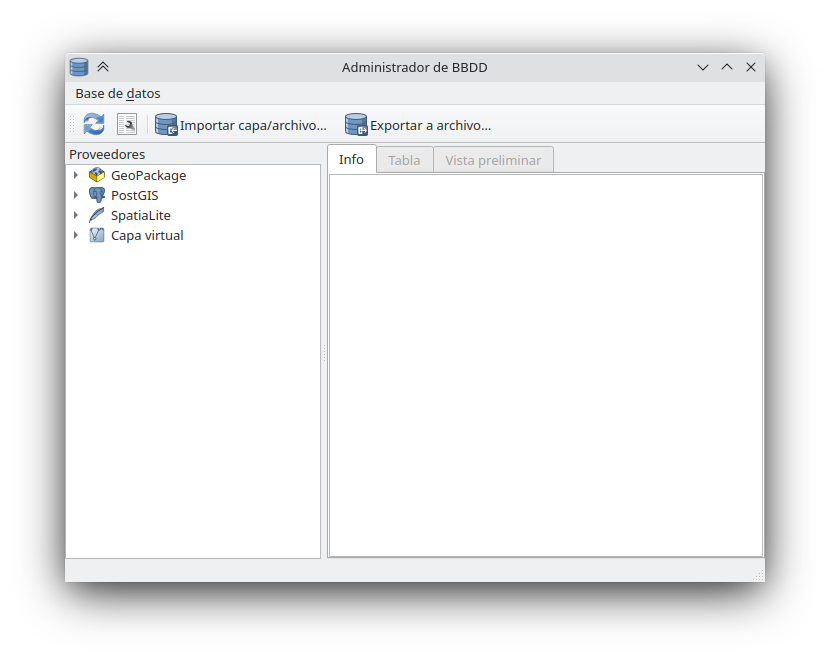 Administrador de BBDD
Base de datos
Importar capa/archivo...
Exportar a archivo...
Proveedores
Info
Tabla
Vista preliminar
GeoPackage
PostGIS
SpatiaLite
Capa virtual